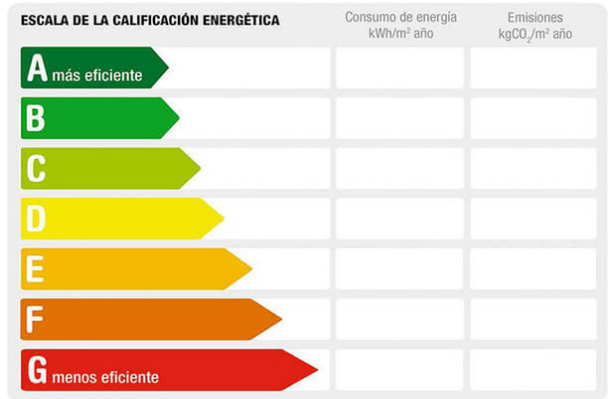 ESCALA DE LA CALIFICACIÓN ENERGÉTICA
Consumo de energía
kWh/m² año
Emisiones
kgCO₂/m² año
A más eficiente
B
C
D
E
F
G menos eficiente